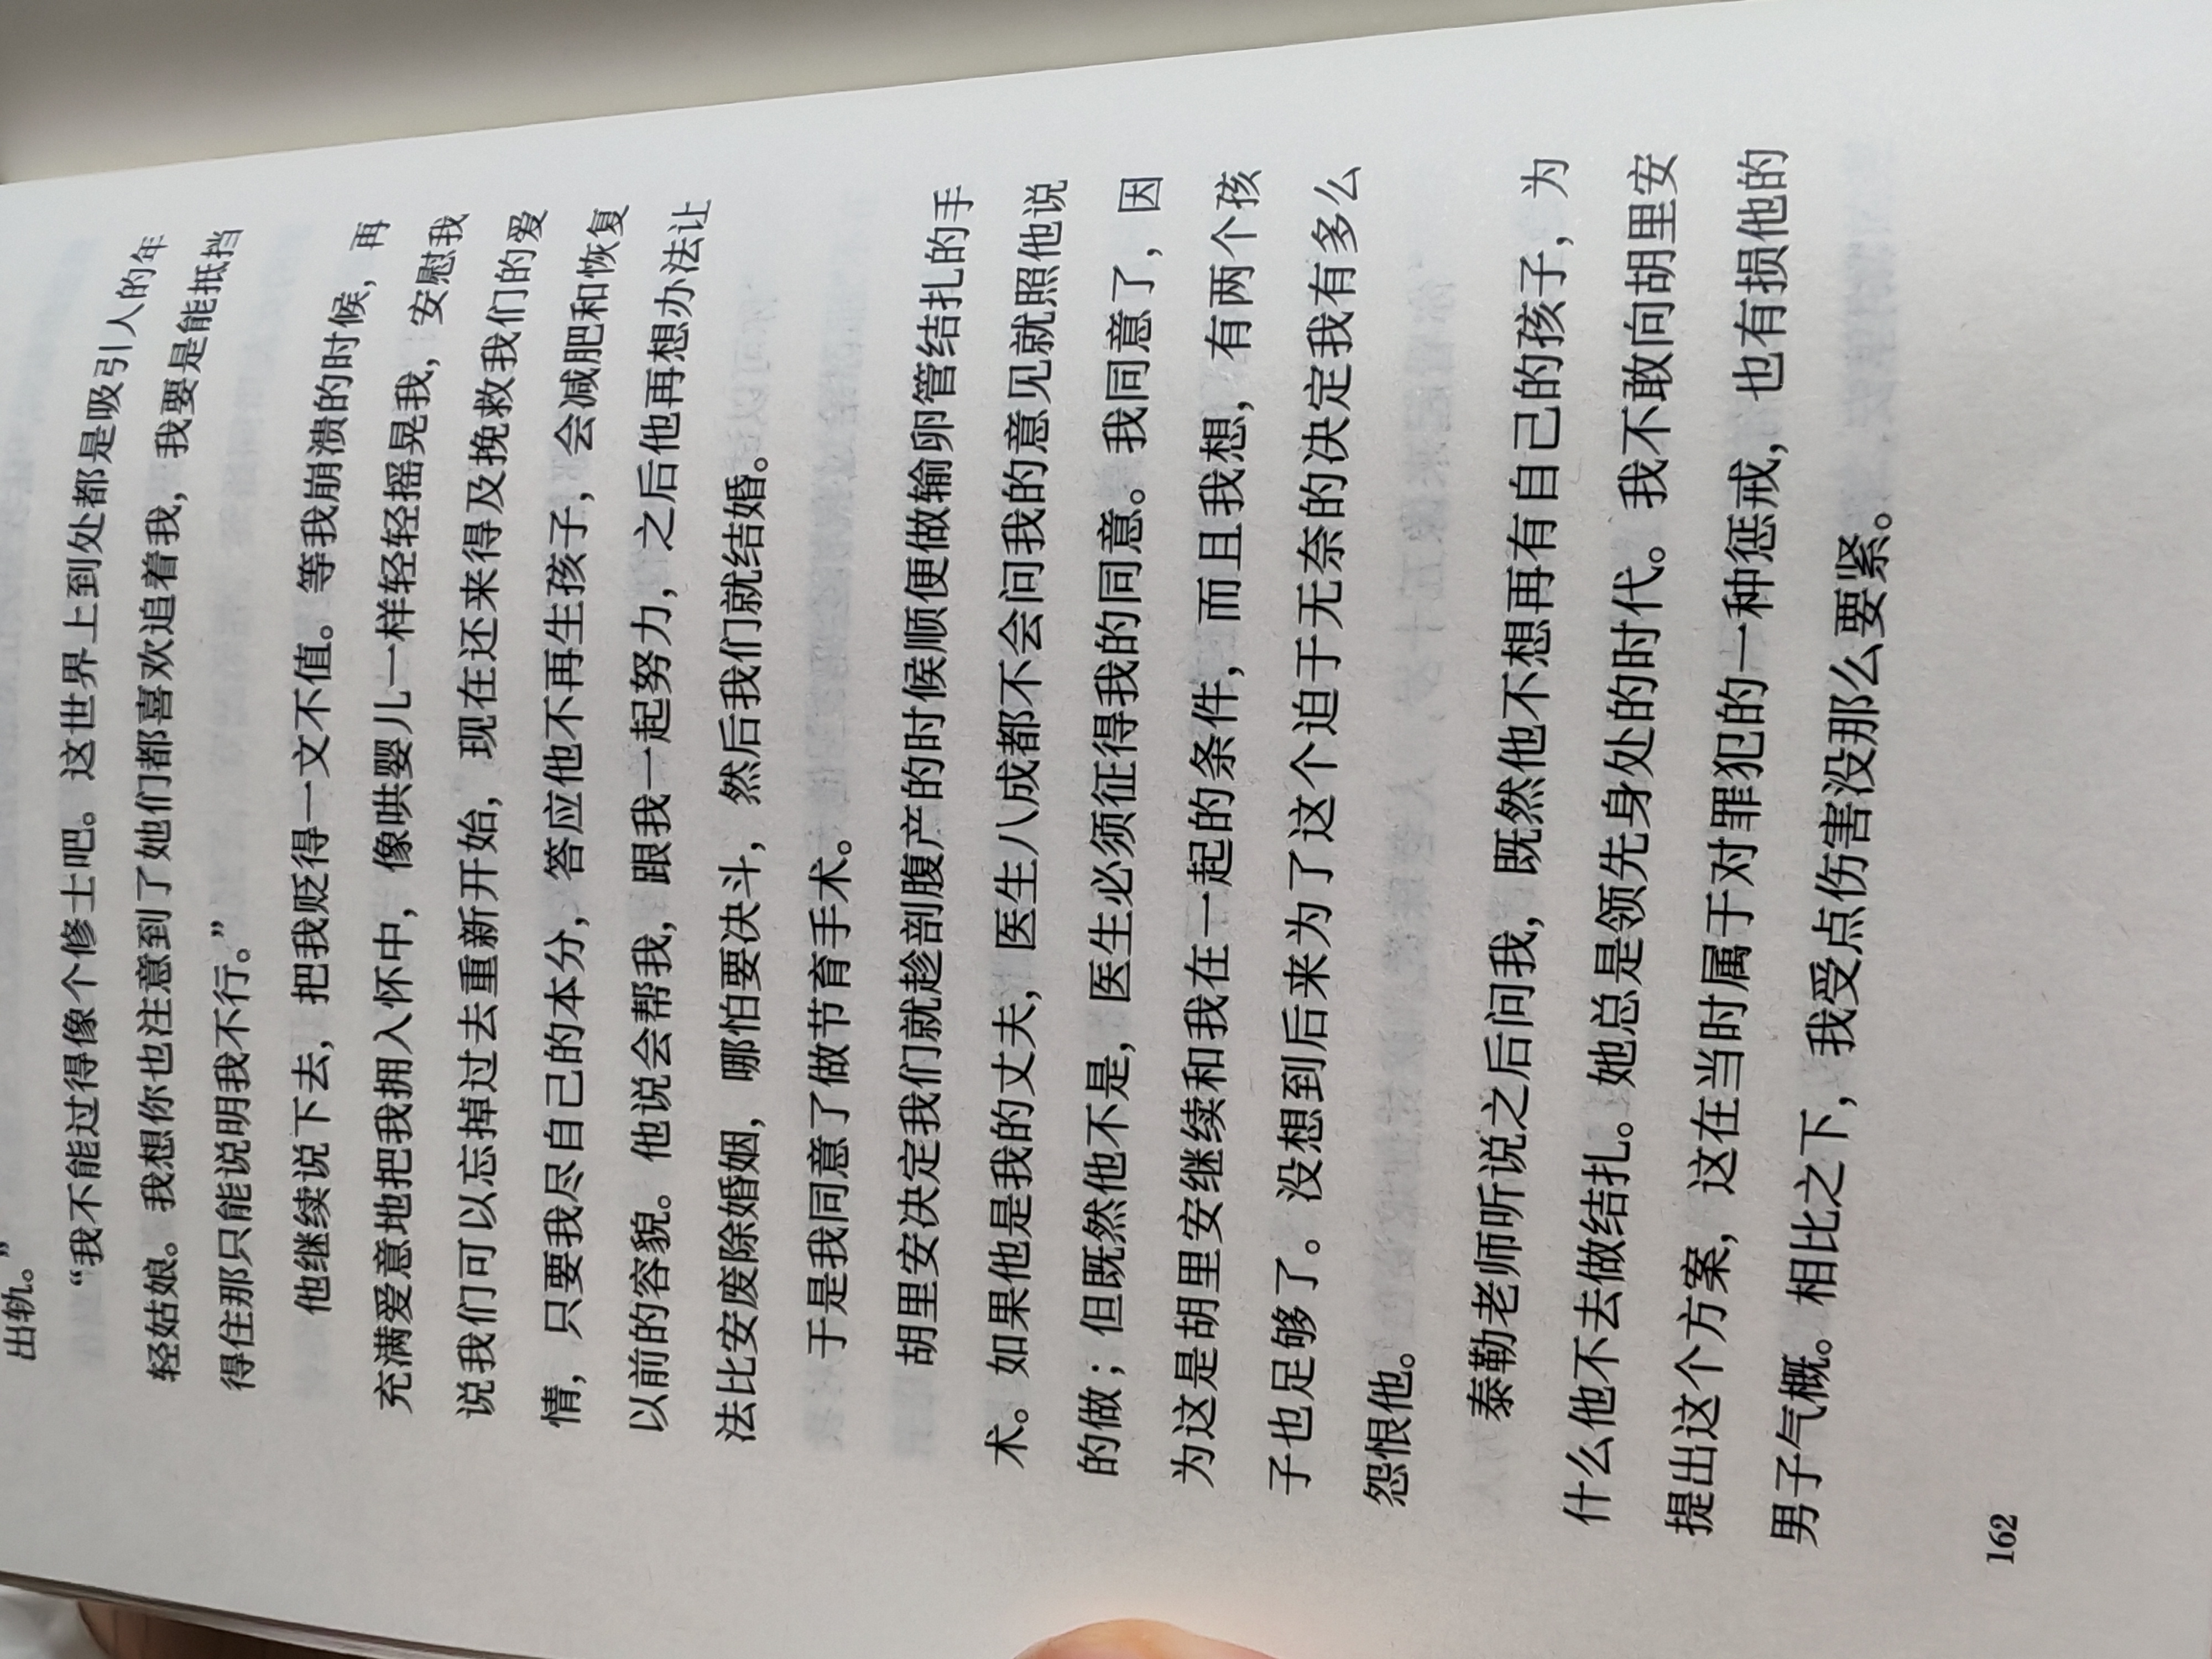 出轨。”
“我不能过得像个修士吧。这世界上到处都是吸引人的年
轻姑娘。我想你也注意到了她们都喜欢追着我，我要是能抵挡
得住那只能说明我不行。”
他继续说下去，把我贬得一文不值。等我崩溃的时候，再
充满爱意地把我拥入怀中，像哄婴儿一样轻轻摇晃我，安慰我
说我们可以忘掉过去重新开始，现在还来得及挽救我们的爱
情，只要我尽自己的本分，答应他不再生孩子，会减肥和恢复
以前的容貌。他说会帮我，跟我一起努力，之后他再想办法让
法比安废除婚姻，哪怕要决斗，然后我们就结婚。
于是我同意了做节育手术。
胡里安决定我们就趁剖腹产的时候顺便做输卵管结扎的手
术。如果他是我的丈夫，医生八成都不会问我的意见就照他说
的做；但既然他不是，医生必须征得我的同意。我同意了，因
为这是胡里安继续和我在一起的条件，而且我想，有两个孩
子也足够了。没想到后来为了这个迫于无奈的决定我有多么
怨恨他。
泰勒老师听说之后问我，既然他不想再有自己的孩子，为
什么他不去做结扎。她总是领先身处的时代。我不敢向胡里安
提出这个方案，这在当时属于对罪犯的一种惩戒，也有损他的
男子气概。相比之下，我受点伤害没那么要紧。
162